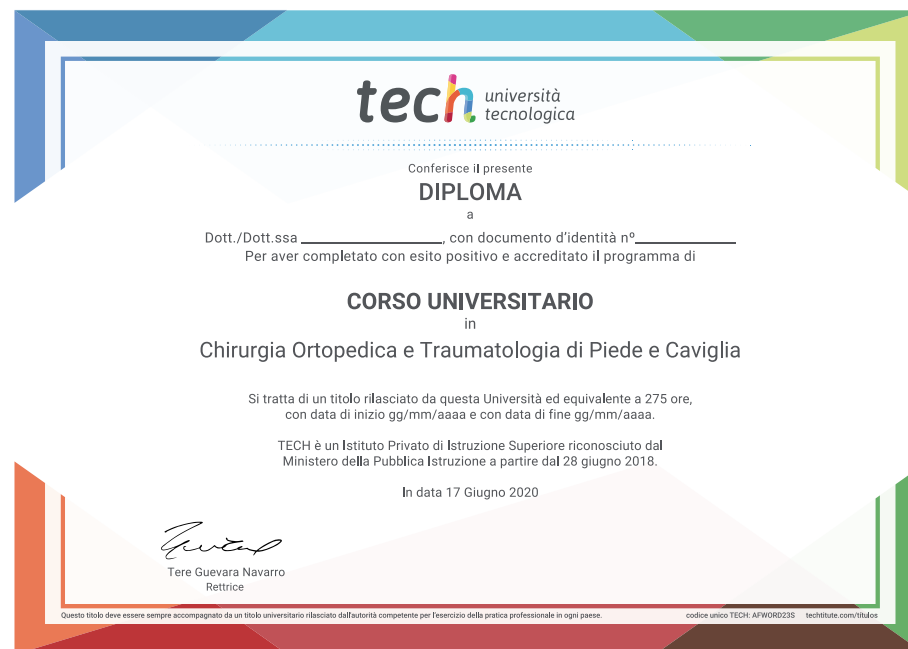 tech università
tecnologica
Conferisce il presente
DIPLOMA
a
Dott./Dott.ssa ____________________, con documento d'identità nº______________
Per aver completato con esito positivo e accreditato il programma di
CORSO UNIVERSITARIO
in
Chirurgia Ortopedica e Traumatologia di Piede e Caviglia
Si tratta di un titolo rilasciato da questa Università ed equivalente a 275 ore,
con data di inizio gg/mm/aaaa e con data di fine gg/mm/aaaa.
TECH è un Istituto Privato di Istruzione Superiore riconosciuto dal
Ministero della Pubblica Istruzione a partire dal 28 giugno 2018.
In data 17 Giugno 2020
Tere Guevara Navarro
Rettrice
Questo titolo deve essere sempre accompagnato da un titolo universitario rilasciato dall'autorità competente per l'esercizio della pratica professionale in ogni paese. codice unico TECH: AFWORD23S techtitute.com/titulos